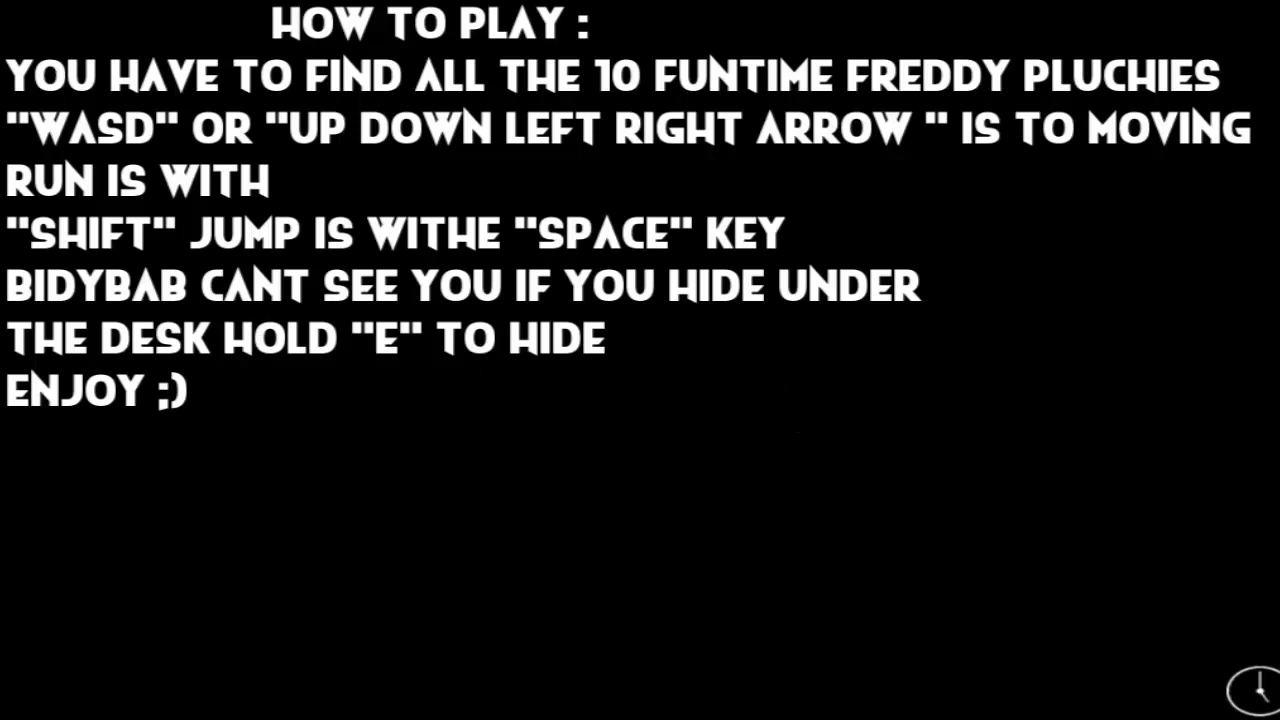 HOW TO PLAY :
YOU HAVE TO FIND ALL THE 10 FUNTIME FREDDY PLUCHIES
"WASD" OR "UP DOWN LEFT RIGHT ARROW " IS TO MOVING
RUN IS WITH
"SHIFT" JUMP IS WITHE "SPACE" KEY
BIDYBAB CANT SEE YOU IF YOU HIDE UNDER
THE DESK HOLD "E" TO HIDE
ENJOY ;)